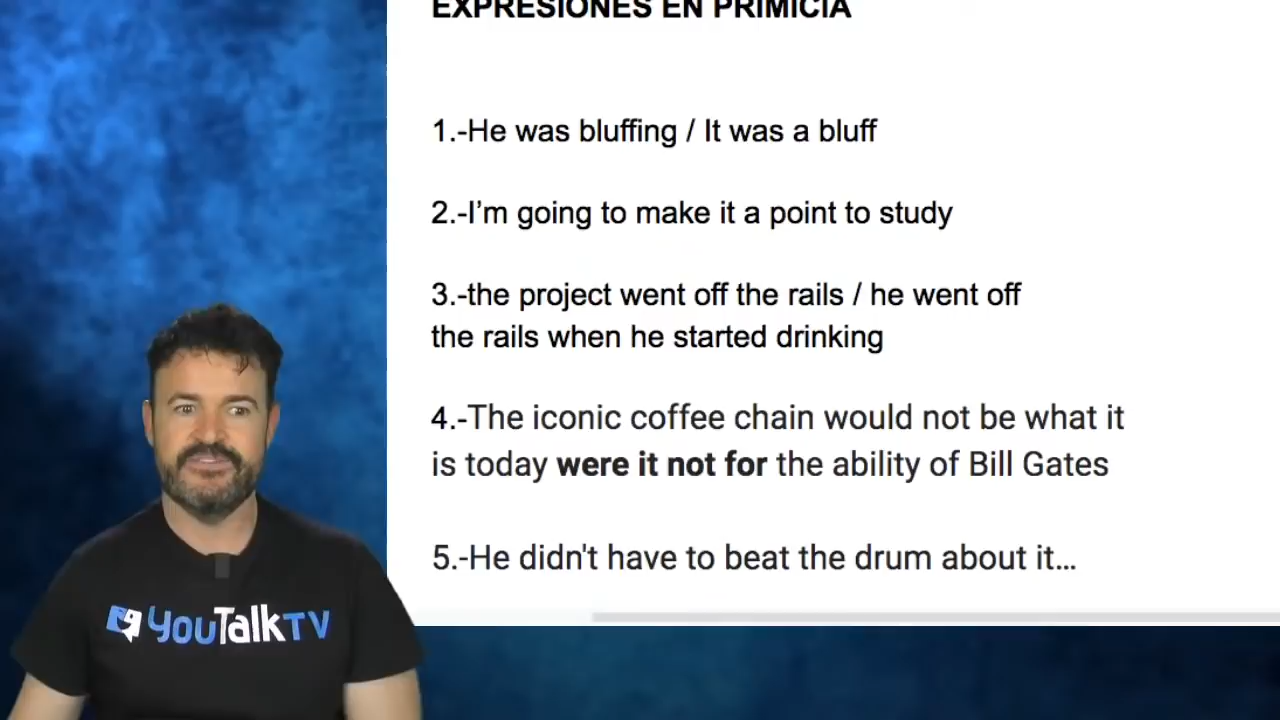 EXPRESIONES EN PRIMICIA
1.-He was bluffing / It was a bluff
2.-I’m going to make it a point to study
3.-the project went off the rails / he went off
the rails when he started drinking
4.-The iconic coffee chain would not be what it
is today were it not for the ability of Bill Gates
5.-He didn't have to beat the drum about it...
YouTalkTV